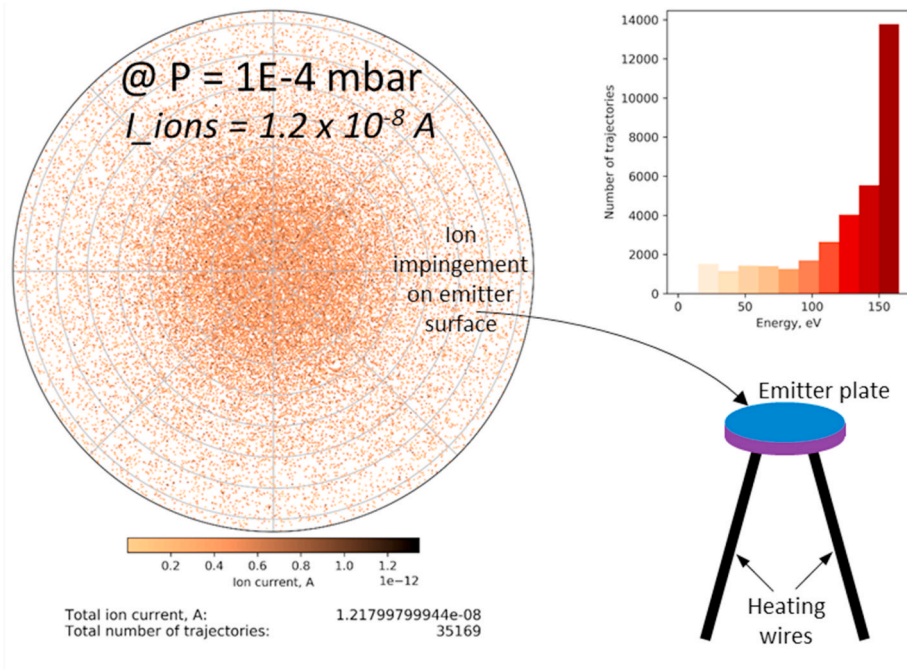 @ P = 1E-4 mbar
I_ions = 1.2 x 10⁻⁸ A
Ion
impingement
on emitter
surface
0.2 0.4 0.6 0.8 1.0 1.2
Ion current, A 1e−12
Total ion current, A: 1.21799799944e-08
Total number of trajectories: 35169
14000
12000
10000
8000
6000
4000
2000
0
Number of trajectories
0 50 100 150
Energy, eV
Emitter plate
Heating
wires